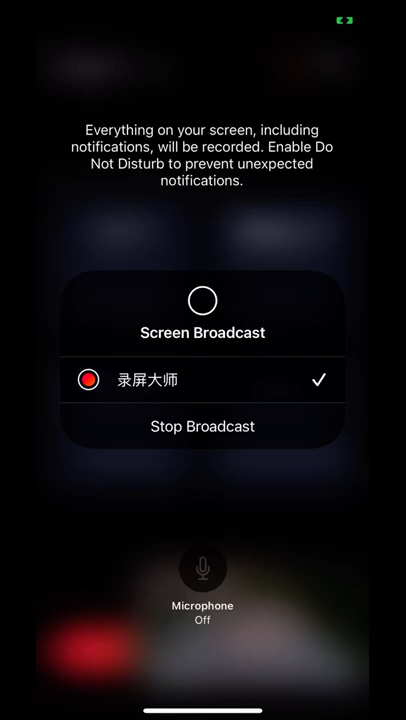 Everything on your screen, including
notifications, will be recorded. Enable Do
Not Disturb to prevent unexpected
notifications.
Screen Broadcast
录屏大师
Stop Broadcast
Microphone
Off